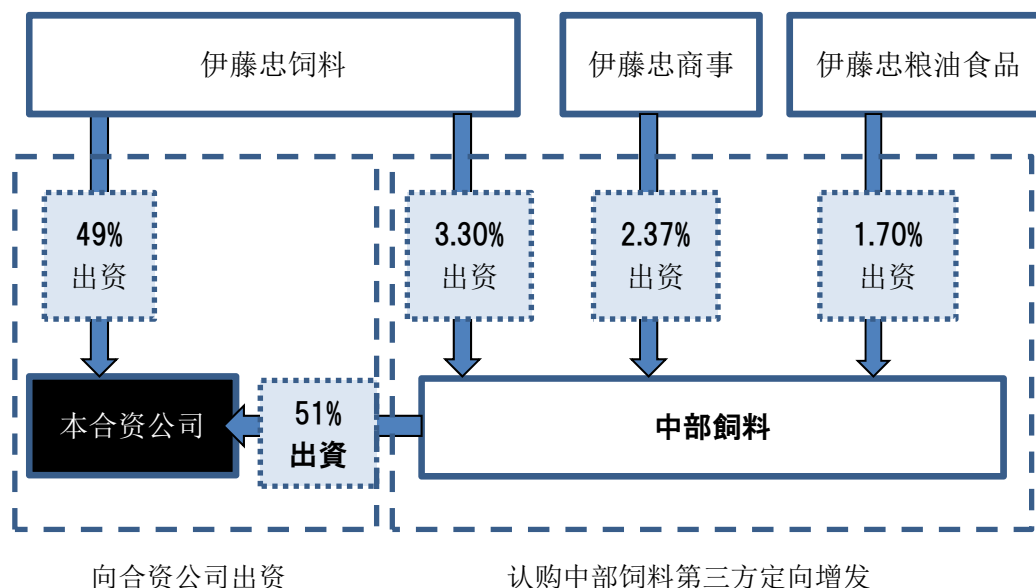 伊藤忠饲料
伊藤忠商事
伊藤忠粮油食品
49%
出资
3.30%
出资
2.37%
出资
1.70%
出资
本合资公司
51%
出資
中部飼料
向合资公司出资
认购中部饲料第三方定向增发